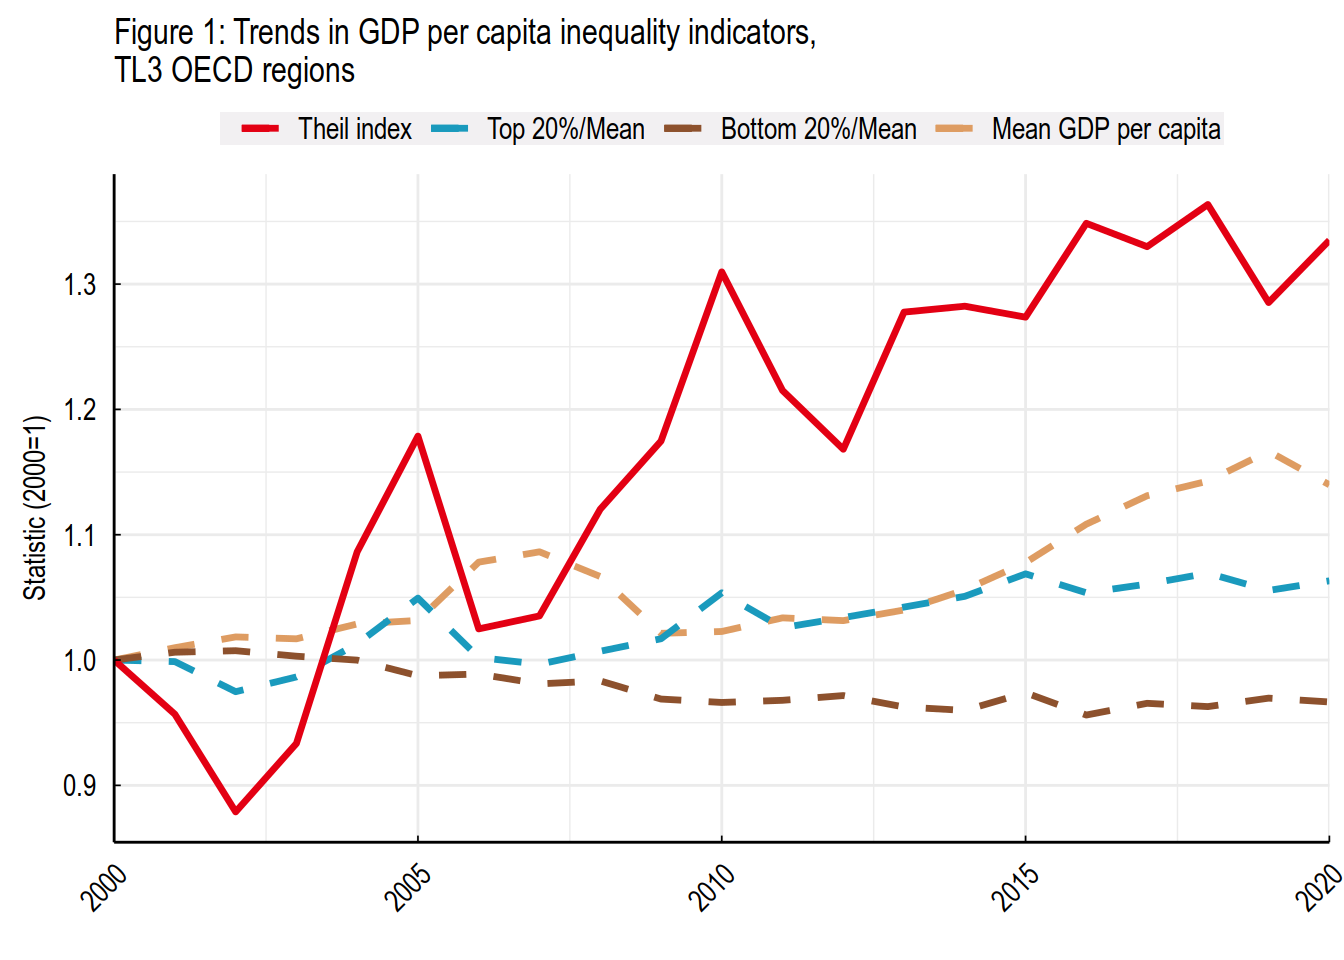 Figure 1: Trends in GDP per capita inequality indicators,
TL3 OECD regions
Theil index Top 20%/Mean Bottom 20%/Mean Mean GDP per capita
Statistic (2000=1)
1.3
1.2
1.1
1.0
0.9
2000 2005 2010 2015 2020